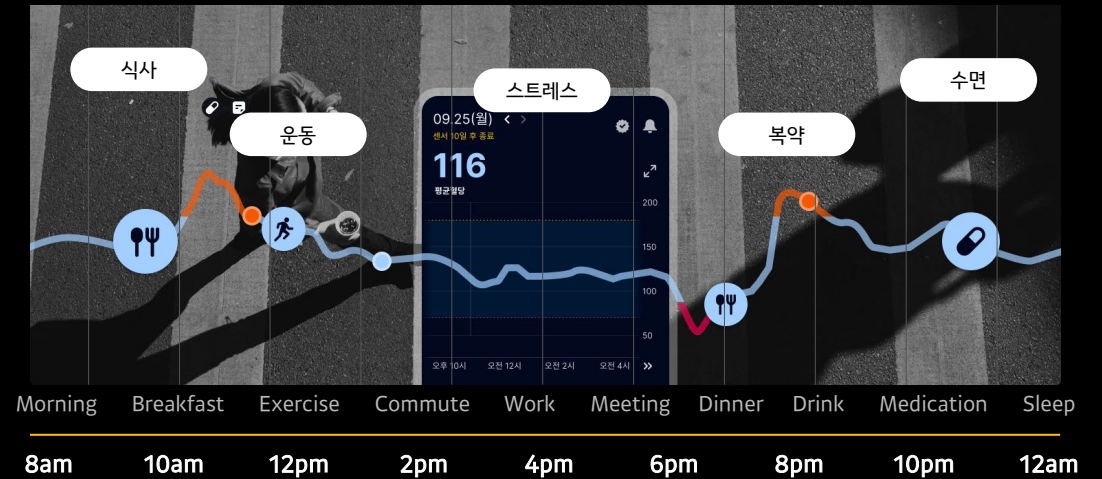 식사
수면
스트레스
운동
복약
09.25(월)
센서 10일 후 종료
116
평균혈당
200
150
100
50
오후 10시 오전 12시 오전 2시 오전 4시
Morning Breakfast Exercise Commute Work Meeting Dinner Drink Medication Sleep
8am 10am 12pm 2pm 4pm 6pm 8pm 10pm 12am